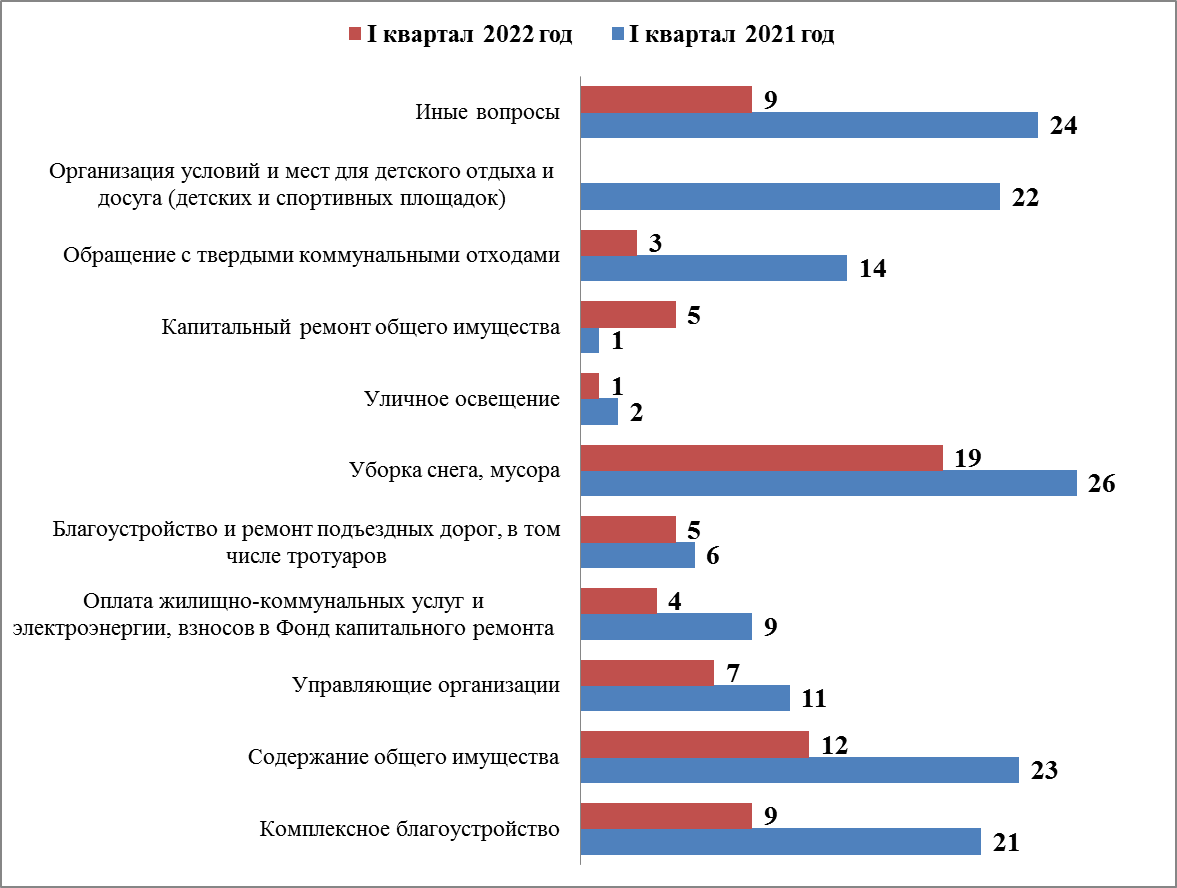 I квартал 2022 год I квартал 2021 год
Иные вопросы
9
24
Организация условий и мест для детского отдыха и
досуга (детских и спортивных площадок)
22
Обращение с твердыми коммунальными отходами
3
14
Капитальный ремонт общего имущества
5
1
Уличное освещение
1
2
Уборка снега, мусора
19
26
Благоустройство и ремонт подъездных дорог, в том
числе тротуаров
5
6
Оплата жилищно-коммунальных услуг и
электроэнергии, взносов в Фонд капитального ремонта
4
9
Управляющие организации
7
11
Содержание общего имущества
12
23
Комплексное благоустройство
9
21